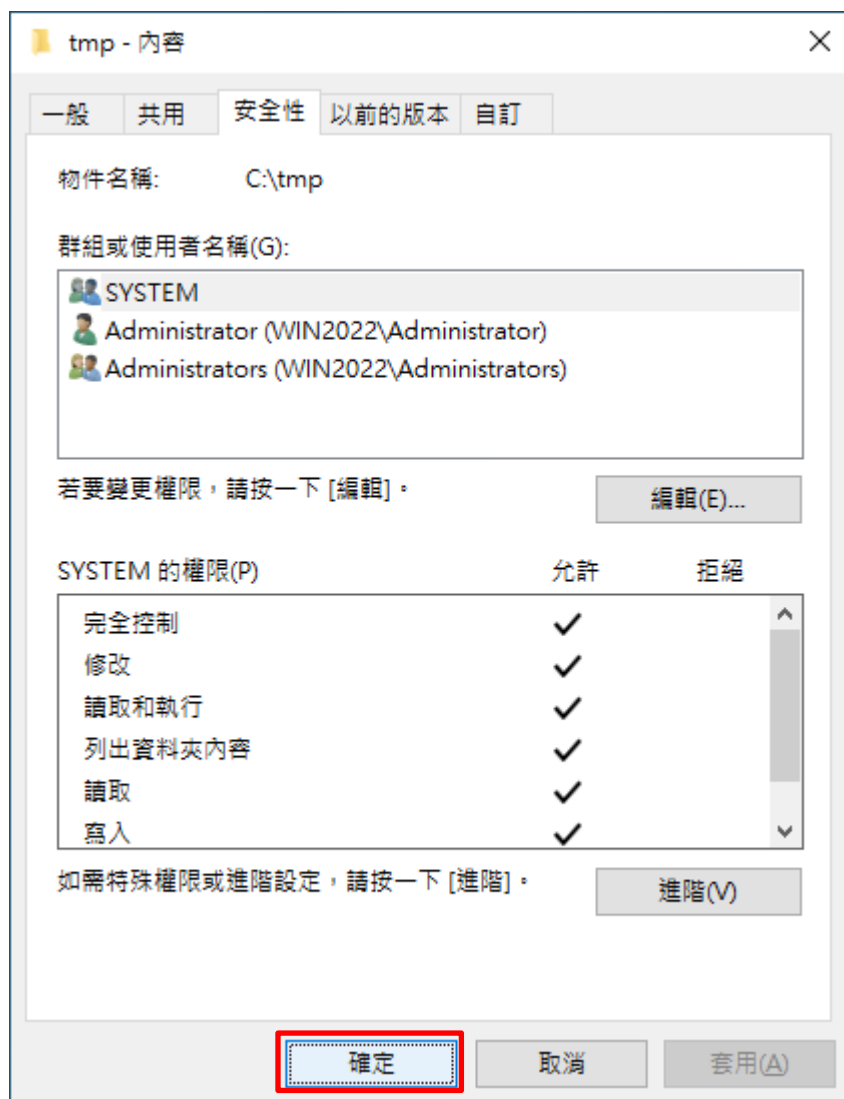 tmp - 內容
一般 共用 安全性 以前的版本 自訂
物件名稱: C:\tmp
群組或使用者名稱(G):
SYSTEM
Administrator (WIN2022\Administrator)
Administrators (WIN2022\Administrators)
若要變更權限，請按一下 [編輯]。
編輯(E)...
SYSTEM 的權限(P) 允許 拒絕
完全控制
修改
讀取和執行
列出資料夾內容
讀取
寫入
如需特殊權限或進階設定，請按一下 [進階]。
進階(V)
確定 取消 套用(A)